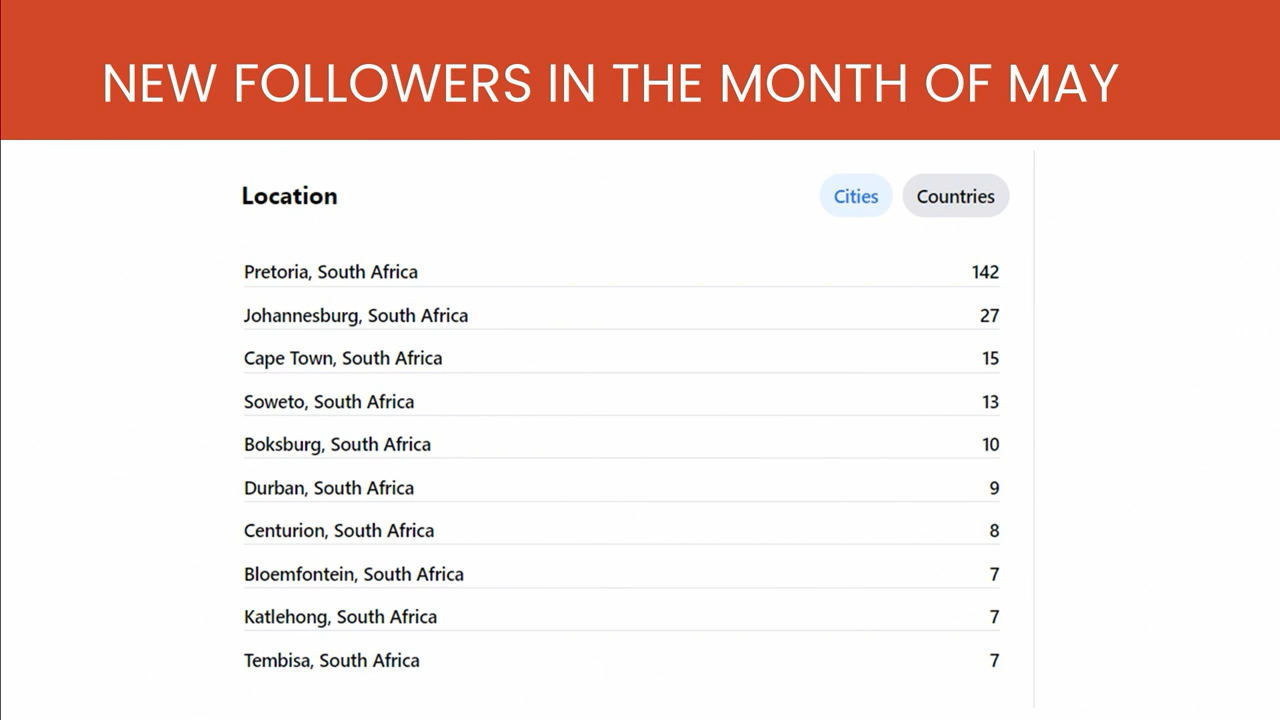 NEW FOLLOWERS IN THE MONTH OF MAY
Location Cities Countries
Pretoria, South Africa 142
Johannesburg, South Africa 27
Cape Town, South Africa 15
Soweto, South Africa 13
Boksburg, South Africa 10
Durban, South Africa 9
Centurion, South Africa 8
Bloemfontein, South Africa 7
Katlehong, South Africa 7
Tembisa, South Africa 7